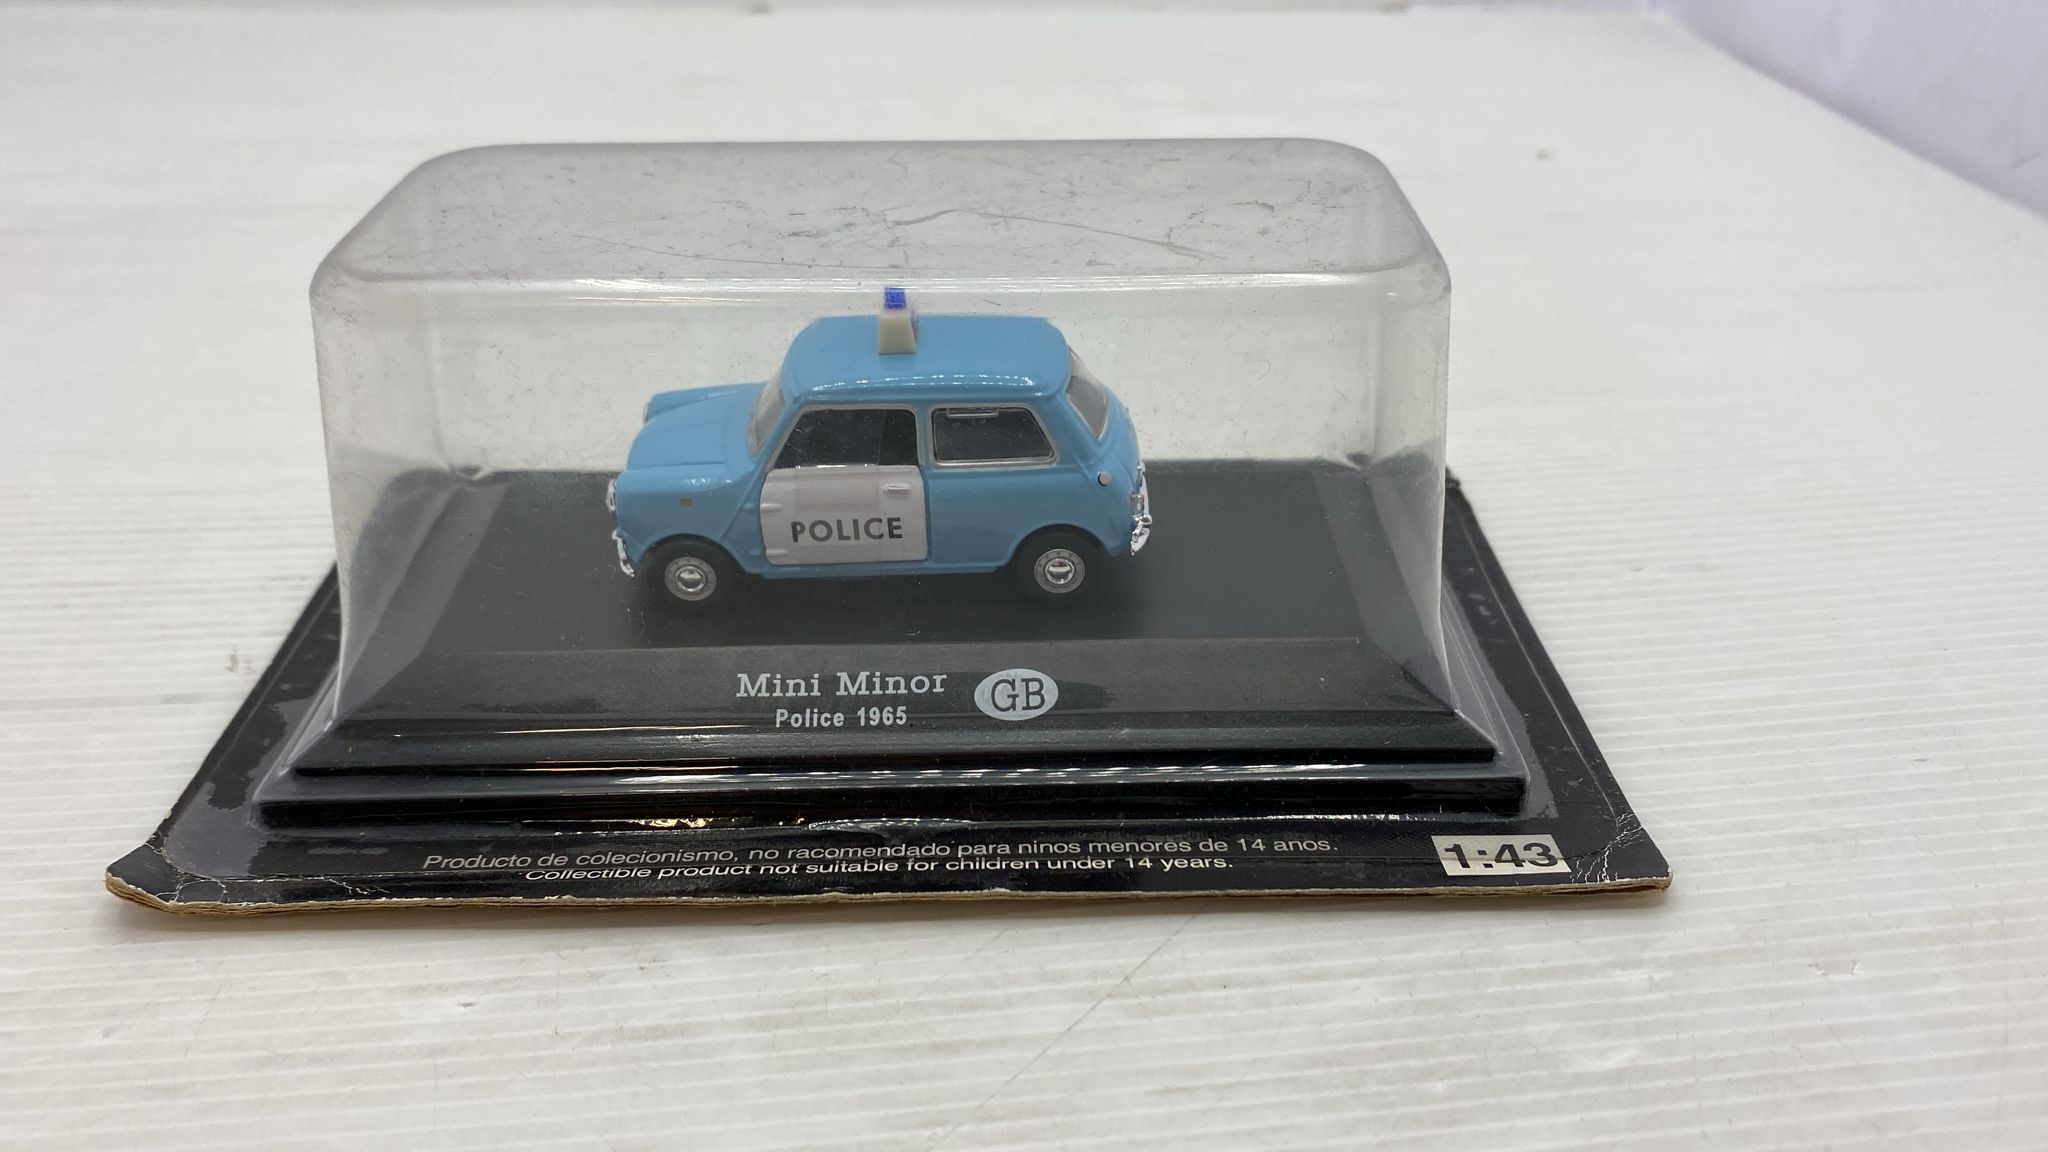 POLICE
Mini Minor GB
Police 1965
Producto de colecionismo, no racomendado para ninos menores de 14 anos.
Collectible product not suitable for children under 14 years.
1:43